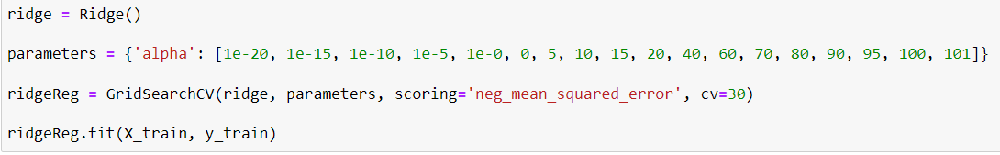 ridge = Ridge()
parameters = {'alpha': [1e-20, 1e-15, 1e-10, 1e-5, 1e-0, 0, 5, 10, 15, 20, 40, 60, 70, 80, 90, 95, 100, 101]}
ridgeReg = GridSearchCV(ridge, parameters, scoring='neg_mean_squared_error', cv=30)
ridgeReg.fit(X_train, y_train)